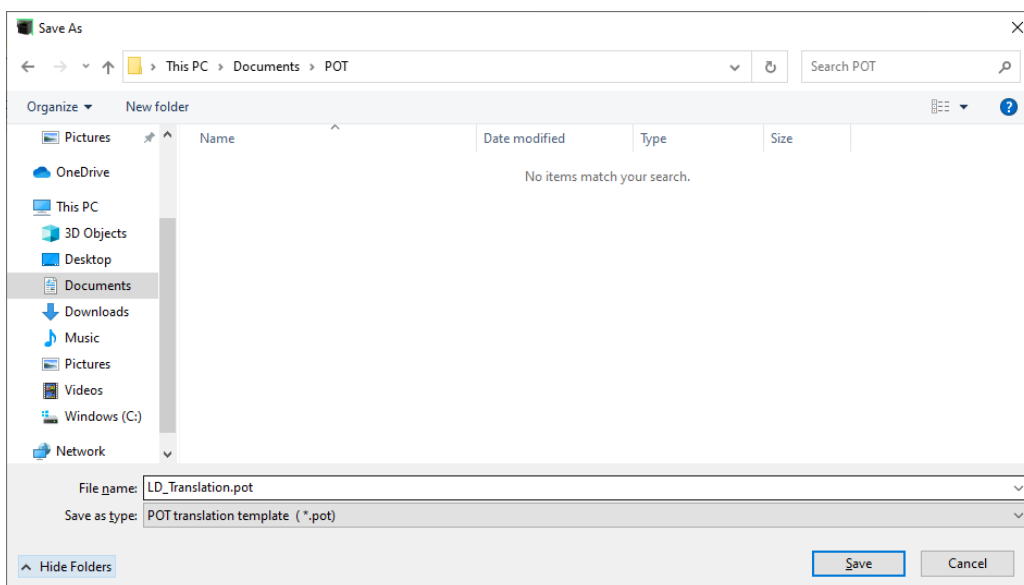 Save As
This PC > Documents > POT
Search POT
Organize
New folder
Pictures
Name
Date modified
Type
Size
No items match your search.
OneDrive
This PC
3D Objects
Desktop
Documents
Downloads
Music
Pictures
Videos
Windows (C:)
Network
File name: LD_Translation.pot
Save as type: POT translation template ( *.pot)
Hide Folders
Save
Cancel